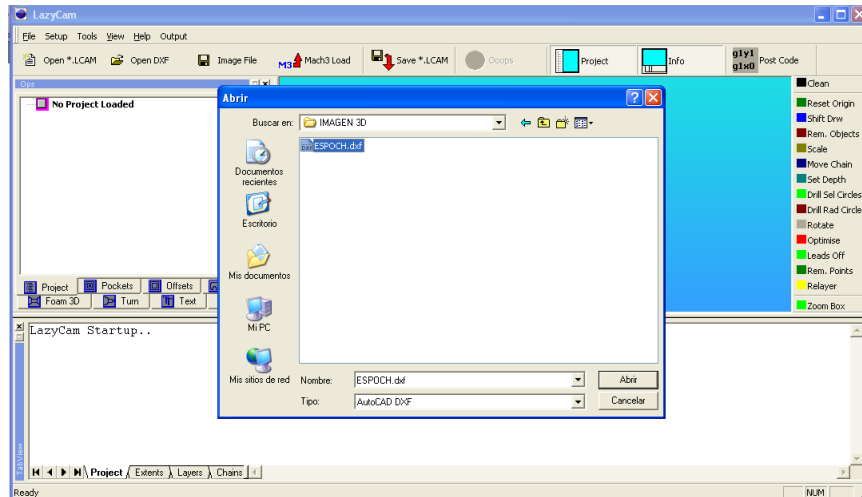 LazyCam
File Setup Tools View Help Output
Open *.LCAM Open DXF Image File M3 Mach3 Load Save *.LCAM Ooops Project Info g1y1 g1x0 Post Code
Ops
No Project Loaded
Abrir
Buscar en: IMAGEN 3D
ESPOCH.dxf
Documentos recientes
Escritorio
Mis documentos
Mi PC
Mis sitios de red
Nombre: ESPOCH.dxf Abrir
Tipo: AutoCAD DXF Cancelar
Clean
Reset Origin
Shift Drw
Rem. Objects
Scale
Move Chain
Set Depth
Drill Sel Circles
Drill Rad Circle
Rotate
Optimise
Leads Off
Rem. Points
Relayer
Zoom Box
Project Pockets Offsets
Foam 3D Turn Text
LazyCam Startup..
TabView
Project Extents Layers Chains
Ready NUM